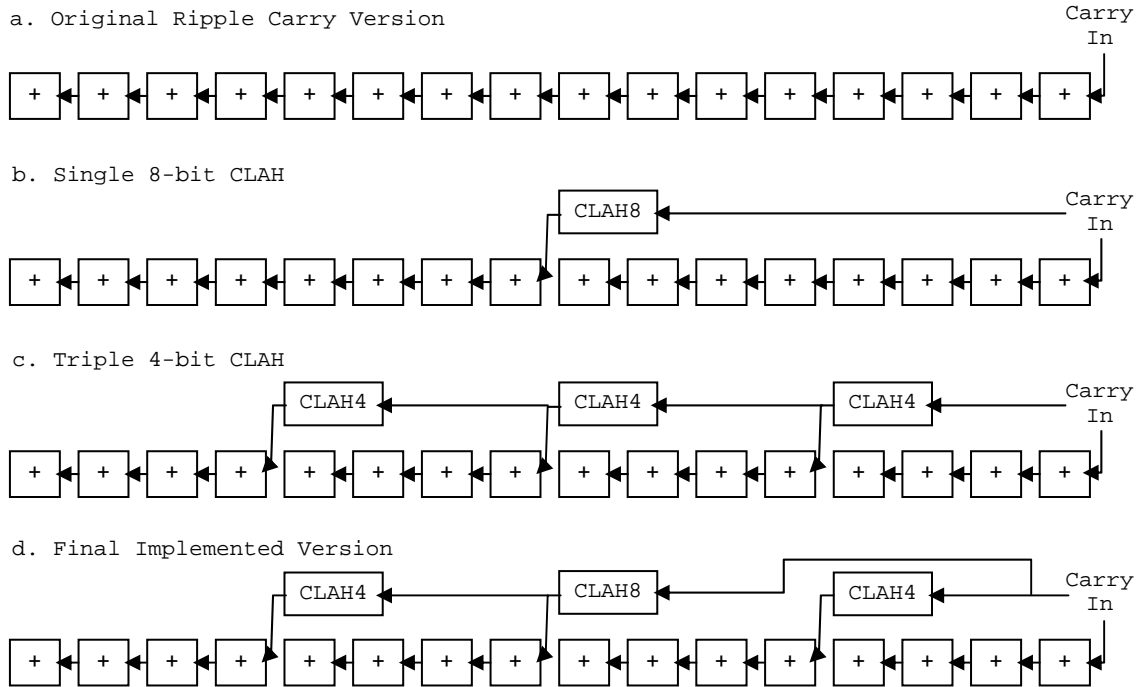 a. Original Ripple Carry Version
Carry
In
+ + + + + + + + + + + + + + + +
b. Single 8-bit CLAH
CLAH8
Carry
In
+ + + + + + + + + + + + + + + +
c. Triple 4-bit CLAH
CLAH4 CLAH4 CLAH4
Carry
In
+ + + + + + + + + + + + + + + +
d. Final Implemented Version
CLAH4 CLAH8 CLAH4
Carry
In
+ + + + + + + + + + + + + + + +